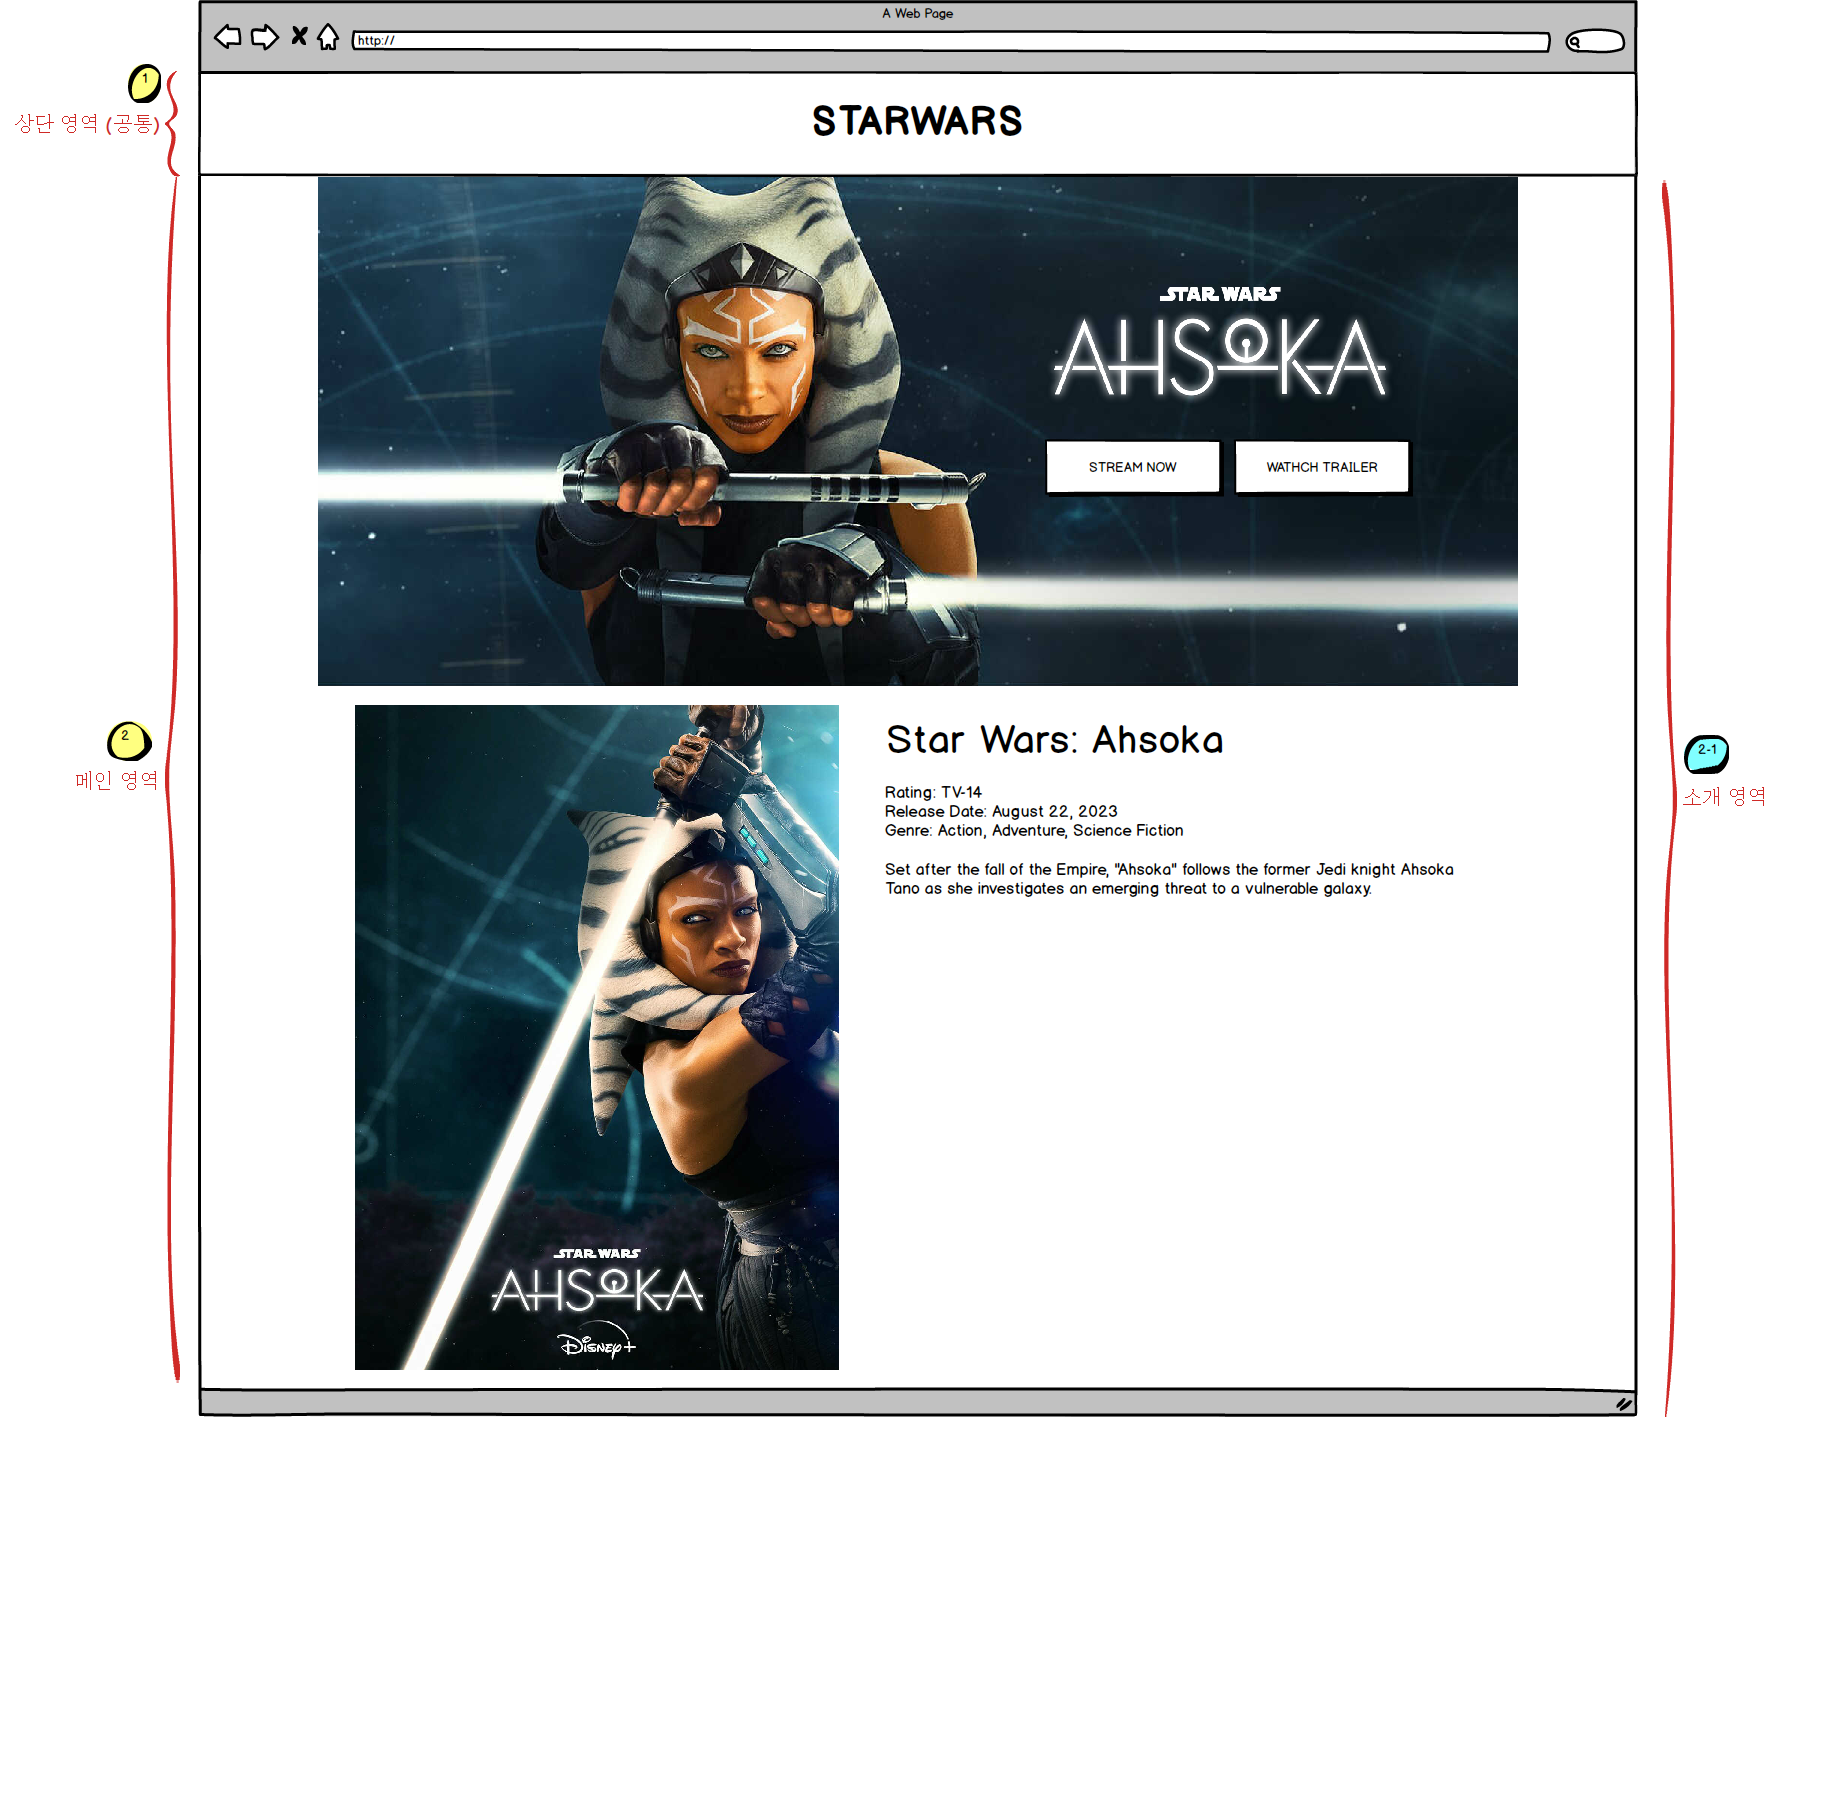 A Web Page
http://
1
상단 영역 (공통)
STARWARS
STAR WARS
AHSOKA
STREAM NOW
WATHCH TRAILER
2
메인 영역
2-1
소개 영역
Star Wars: Ahsoka
Rating: TV-14
Release Date: August 22, 2023
Genre: Action, Adventure, Science Fiction
Set after the fall of the Empire, "Ahsoka" follows the former Jedi knight Ahsoka
Tano as she investigates an emerging threat to a vulnerable galaxy.
STAR WARS
AHSOKA
Disney+